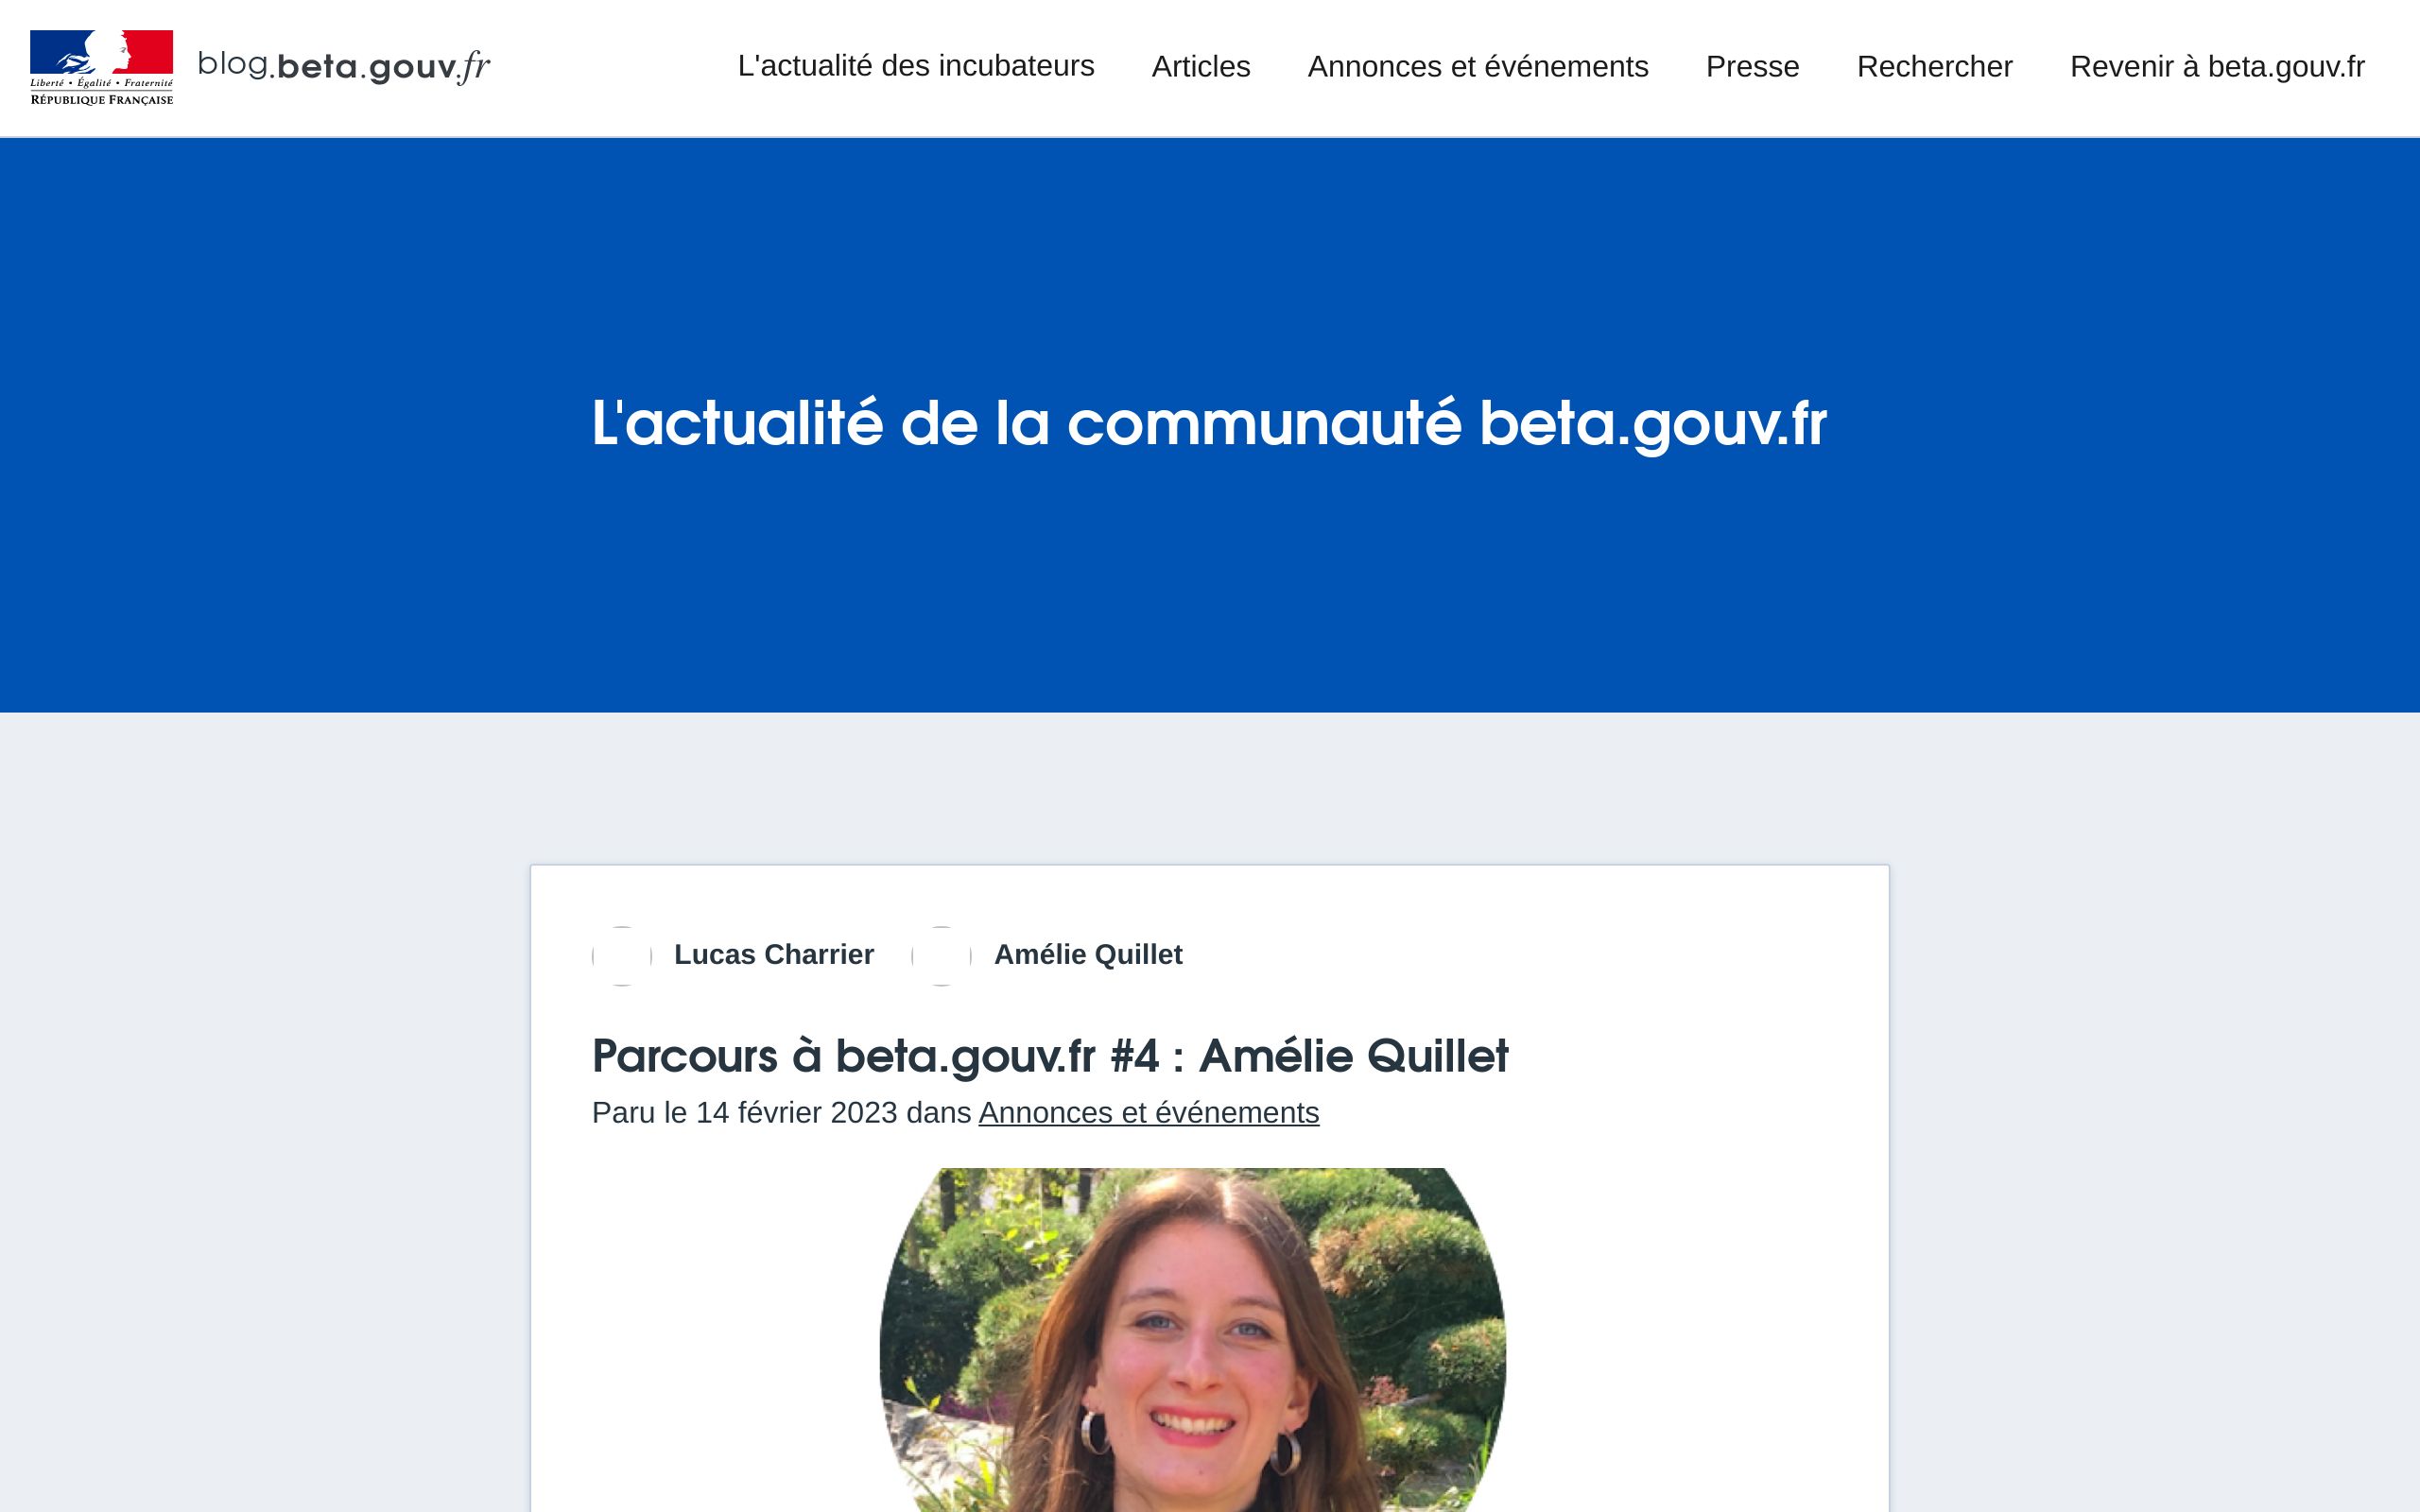 Liberté • Égalité • Fraternité
RÉPUBLIQUE FRANÇAISE
blog.beta.gouv.fr
L'actualité des incubateurs
Articles
Annonces et événements
Presse
Rechercher
Revenir à beta.gouv.fr
L'actualité de la communauté beta.gouv.fr
Lucas Charrier
Amélie Quillet
Parcours à beta.gouv.fr #4 : Amélie Quillet
Paru le 14 février 2023 dans Annonces et événements